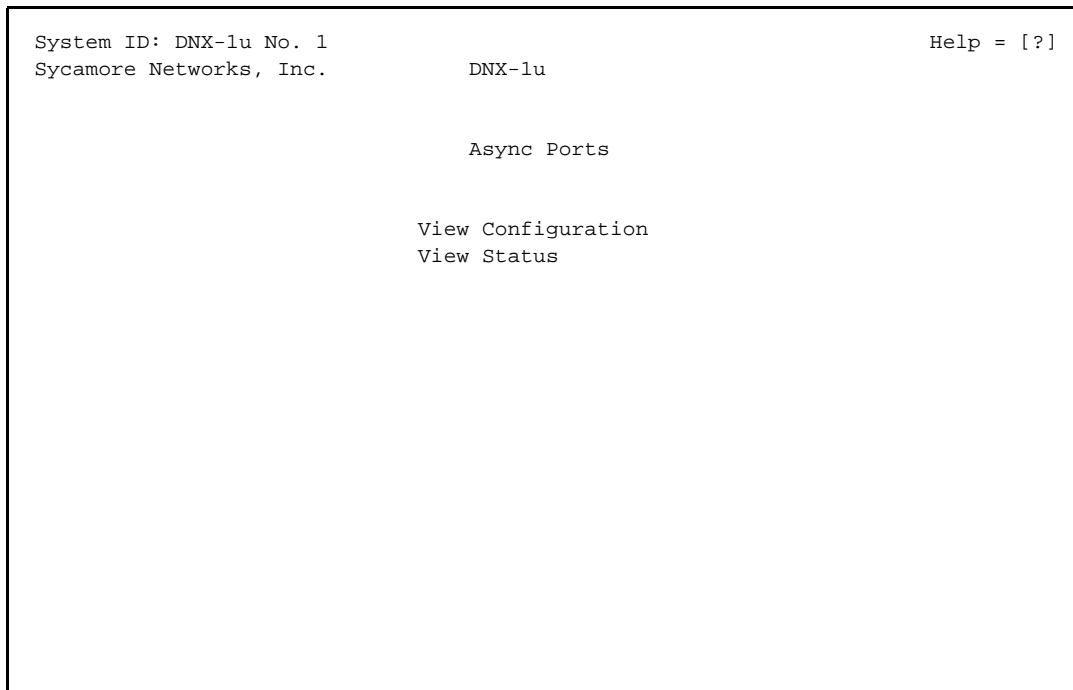 System ID: DNX-1u No. 1 Help = [?]
Sycamore Networks, Inc. DNX-1u
Async Ports
View Configuration
View Status